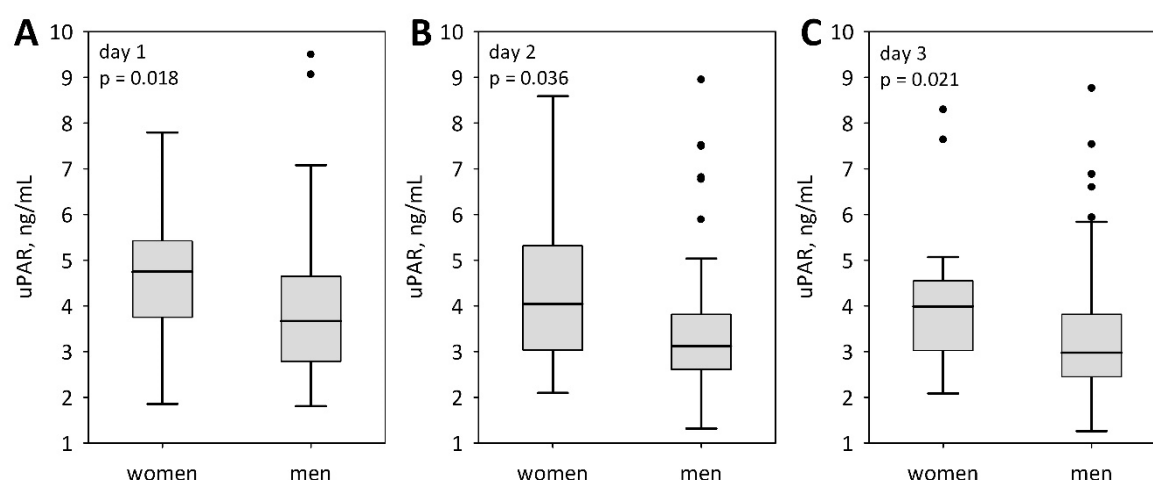 A
day 1
p = 0.018
10
9
8
7
6
5
4
3
2
1
uPAR, ng/mL
women
men
B
day 2
p = 0.036
10
9
8
7
6
5
4
3
2
1
uPAR, ng/mL
women
men
C
day 3
p = 0.021
10
9
8
7
6
5
4
3
2
1
uPAR, ng/mL
women
men